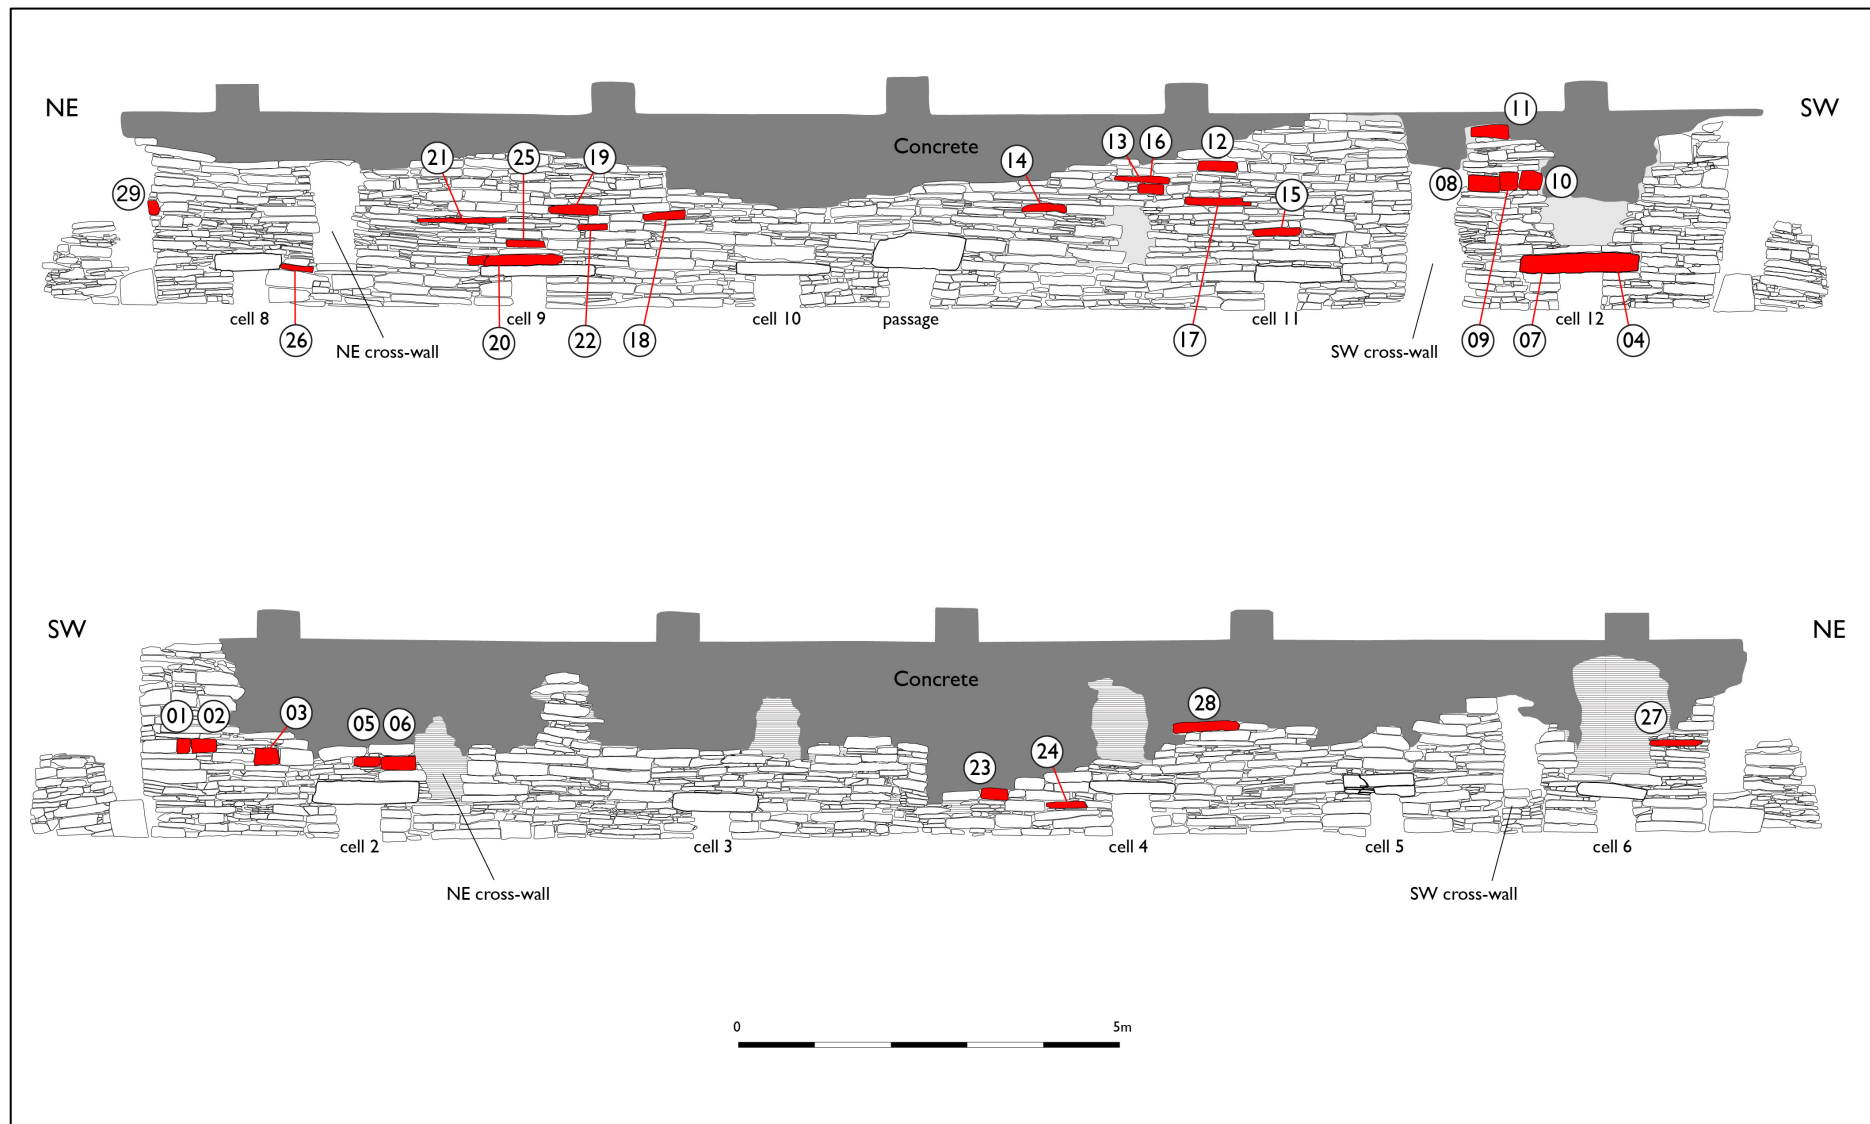 NE
SW
11
Concrete
21
25
19
13
16
12
14
29
08
10
15
cell 8
cell 9
cell 10
passage
cell 11
cell 12
26
NE cross-wall
20
22
18
17
SW cross-wall
09
07
04
SW
NE
Concrete
01
02
03
05
06
28
27
23
24
cell 2
cell 3
cell 4
cell 5
cell 6
NE cross-wall
SW cross-wall
0
5m